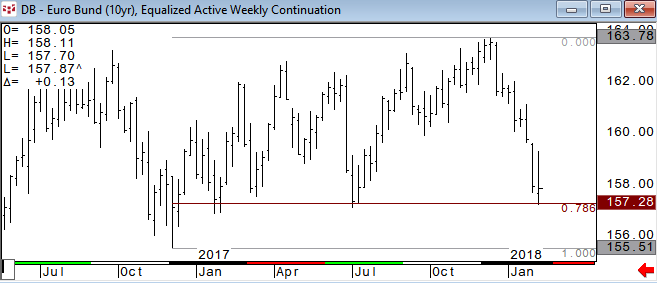 DB - Euro Bund (10yr), Equalized Active Weekly Continuation
O= 158.05
H= 158.11
L= 157.70
L= 157.87^
Δ= +0.13
163.78
0.000
162.00
160.00
158.00
157.28
0.786
156.00
155.51
1.000
2017 2018
Jul Oct Jan Apr Jul Oct Jan